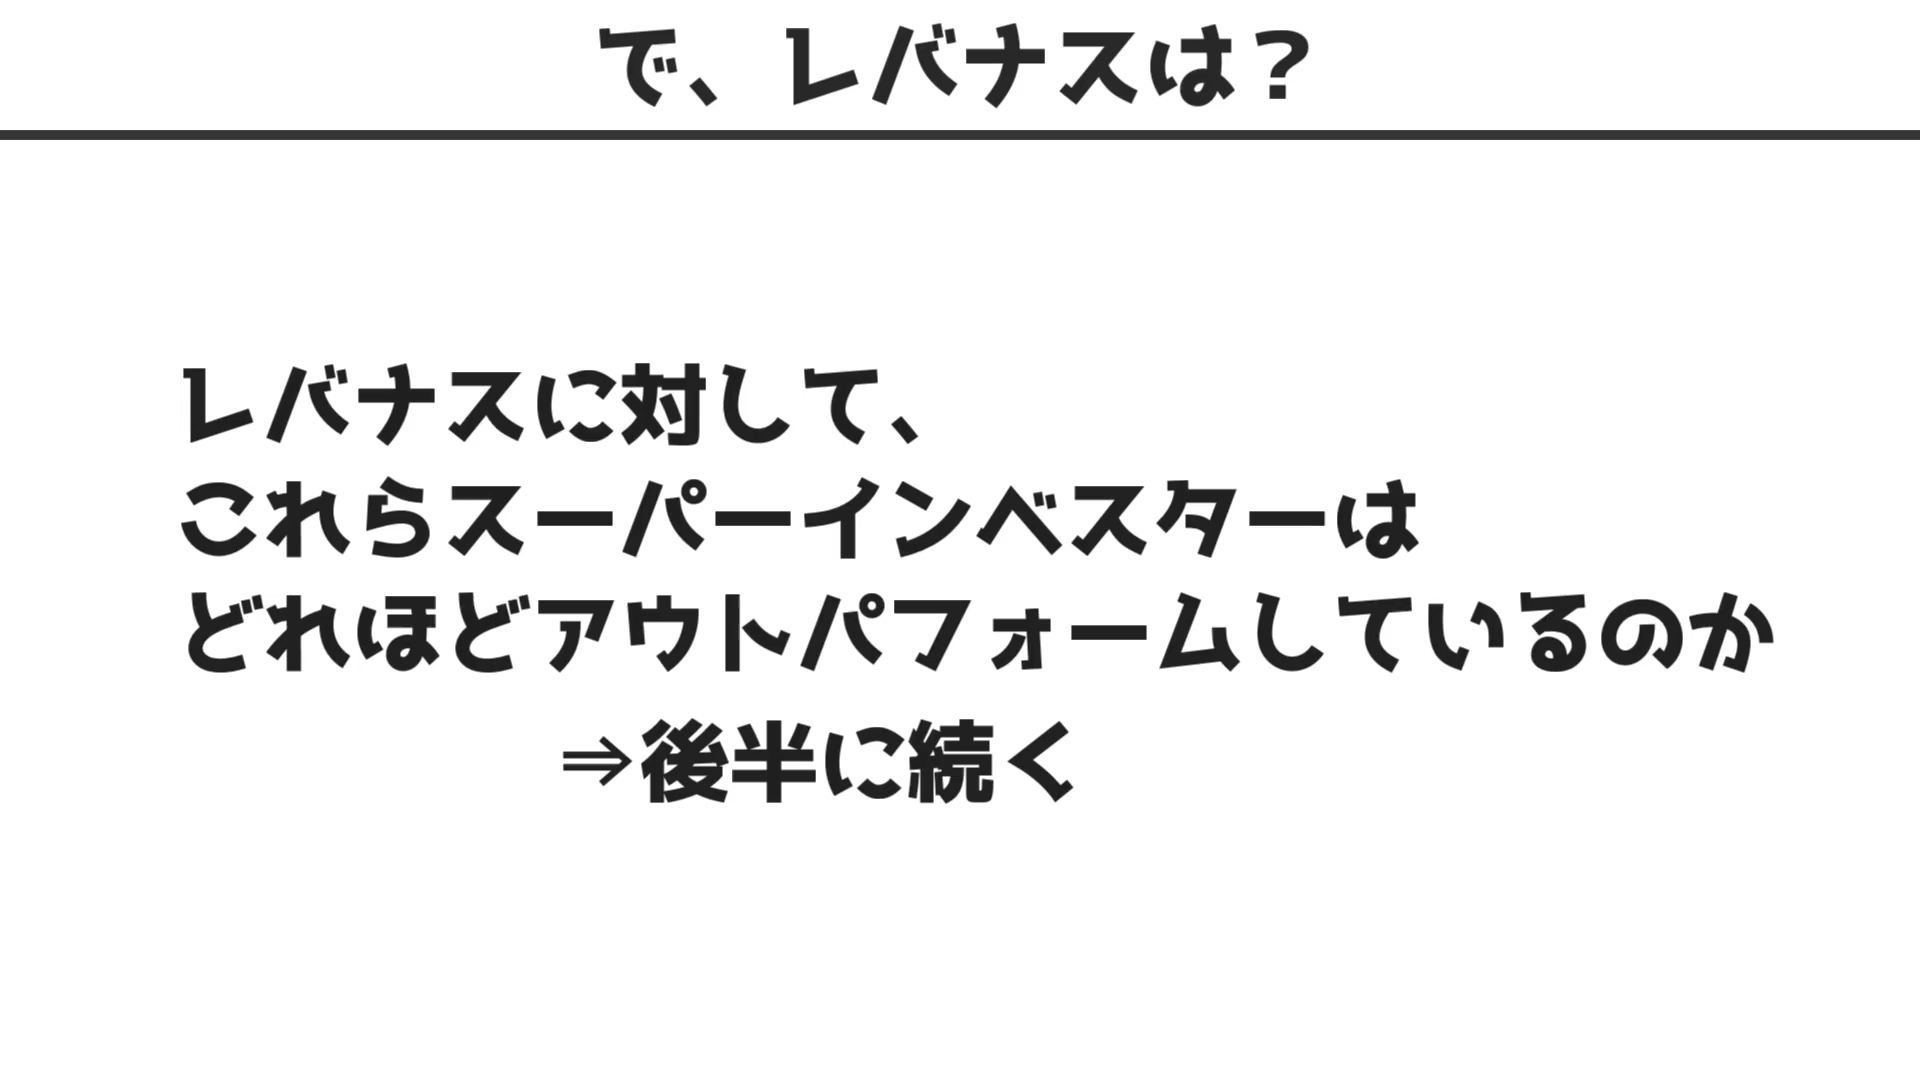 で、レバナスは？
レバナスに対して、
これらスーパーインベスターは
どれほどアウトパフォームしているのか
⇒後半に続く